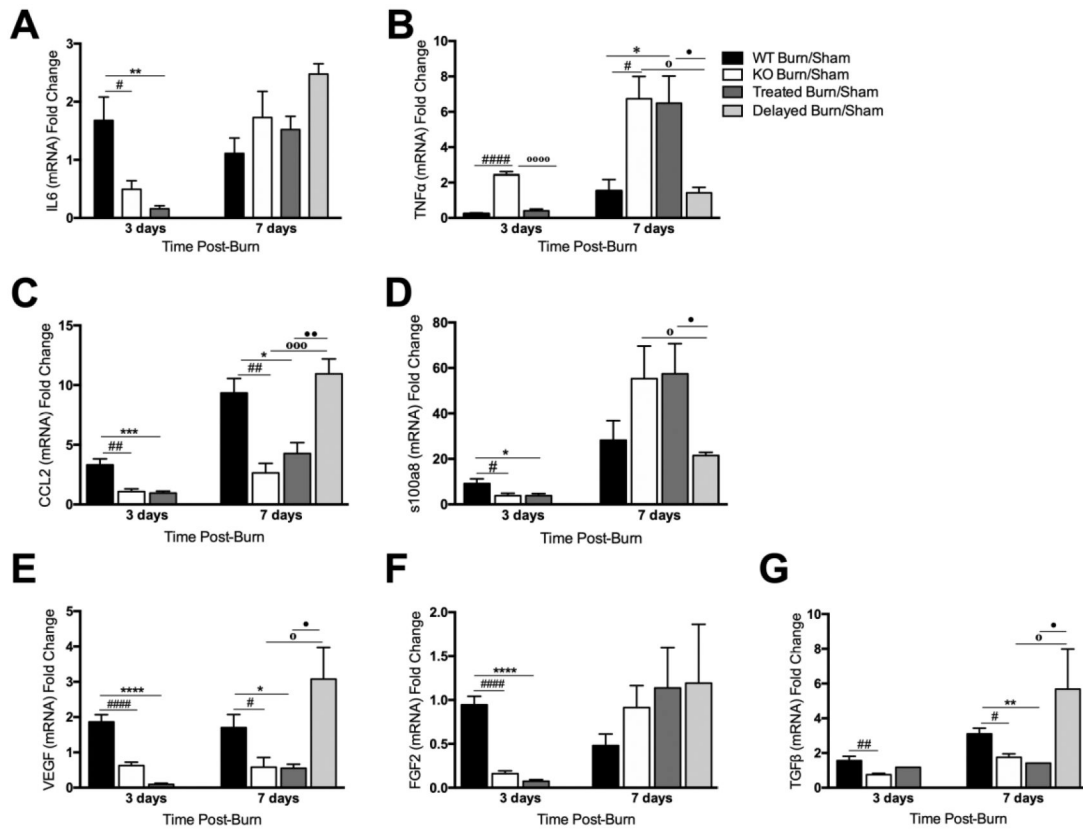 A
IL6 (mRNA) Fold Change
3
2
1
0
**
#
3 days
7 days
Time Post-Burn
B
TNFα (mRNA) Fold Change
10
8
6
4
2
0
####
oooo
*
•
#
o
3 days
7 days
Time Post-Burn
WT Burn/Sham
KO Burn/Sham
Treated Burn/Sham
Delayed Burn/Sham
C
CCL2 (mRNA) Fold Change
15
10
5
0
***
##
••
ooo
*
##
3 days
7 days
Time Post-Burn
D
s100a8 (mRNA) Fold Change
80
60
40
20
0
*
#
•
o
3 days
7 days
Time Post-Burn
E
VEGF (mRNA) Fold Change
5
4
3
2
1
0
****
####
•
o
*
#
3 days
7 days
Time Post-Burn
F
FGF2 (mRNA) Fold Change
2.0
1.5
1.0
0.5
0.0
****
####
3 days
7 days
Time Post-Burn
G
TGFβ (mRNA) Fold Change
10
8
6
4
2
0
##
•
o
**
#
3 days
7 days
Time Post-Burn